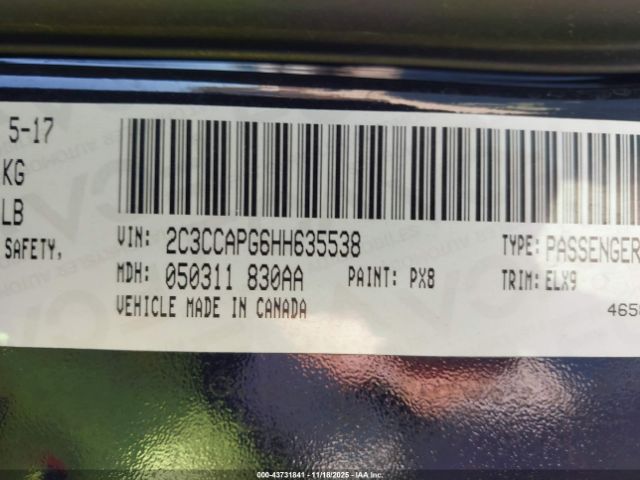 5-17
KG
LB
SAFETY,
VIN: 2C3CCAPG6HH635538 TYPE: PASSENGER
MDH: 050311 830AA PAINT: PX8 TRIM: ELX9
VEHICLE MADE IN CANADA
000-43731841 | 11/18/2025 - IAA Inc.